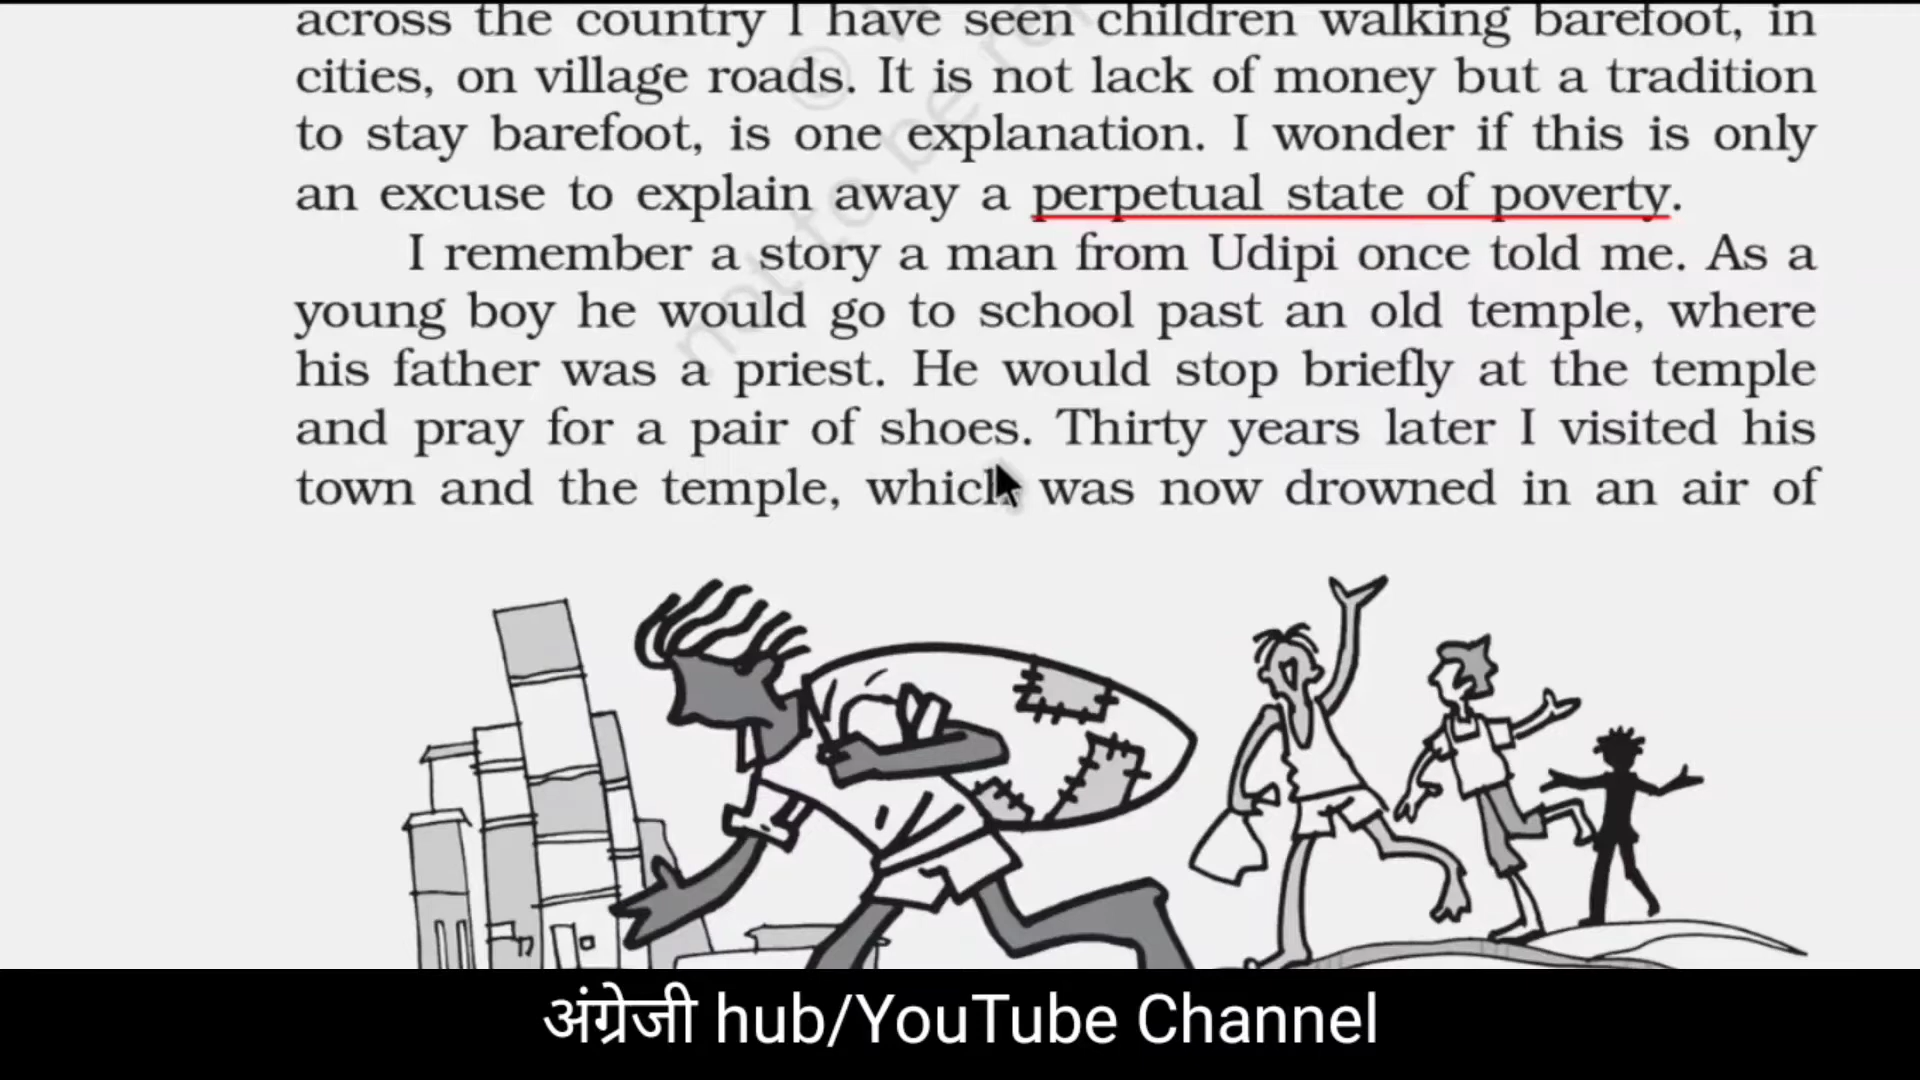 across the country I have seen children walking barefoot, in
cities, on village roads. It is not lack of money but a tradition
to stay barefoot, is one explanation. I wonder if this is only
an excuse to explain away a perpetual state of poverty.
I remember a story a man from Udipi once told me. As a
young boy he would go to school past an old temple, where
his father was a priest. He would stop briefly at the temple
and pray for a pair of shoes. Thirty years later I visited his
town and the temple, which was now drowned in an air of
not to be
अंग्रेजी hub/YouTube Channel